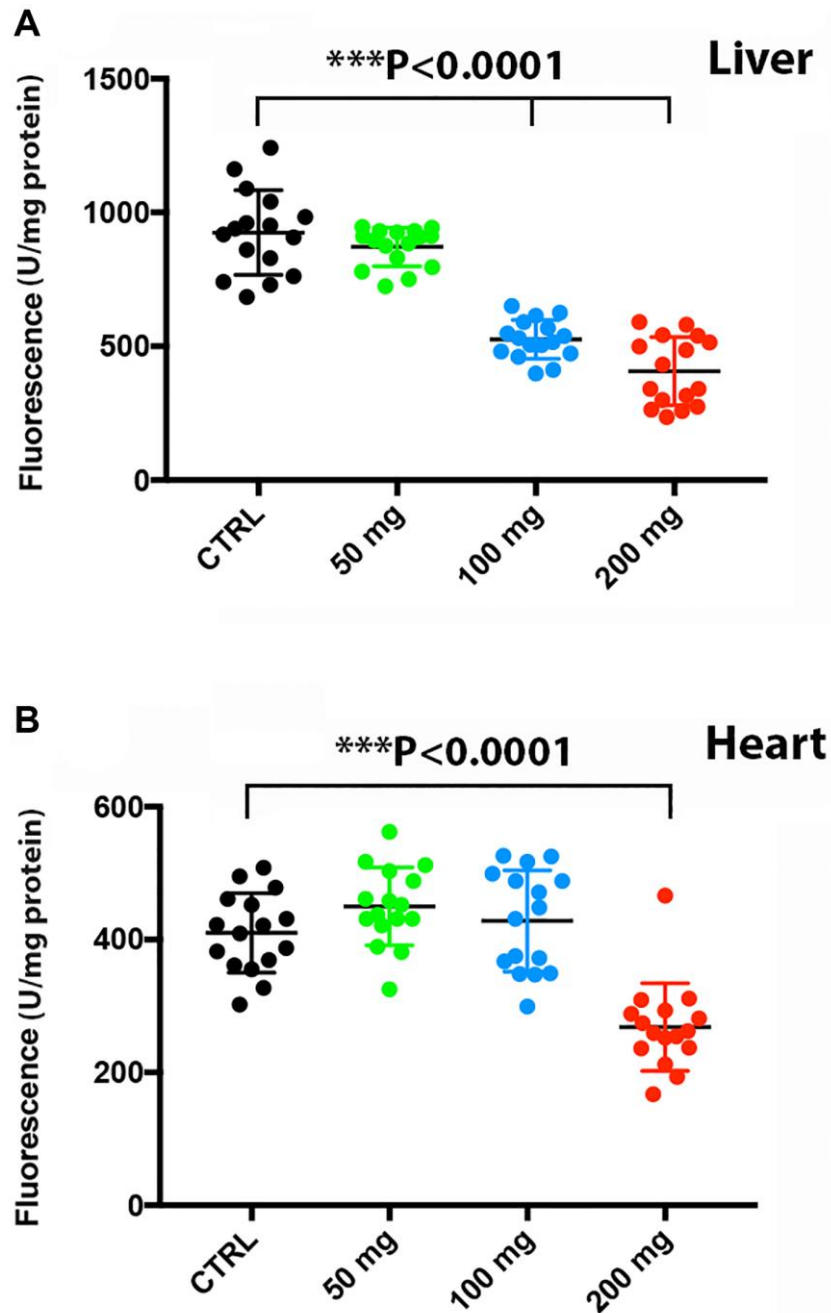 A
***P<0.0001
Liver
Fluorescence (U/mg protein)
1500
1000
500
0
CTRL
50 mg
100 mg
200 mg
B
***P<0.0001
Heart
Fluorescence (U/mg protein)
600
400
200
0
CTRL
50 mg
100 mg
200 mg